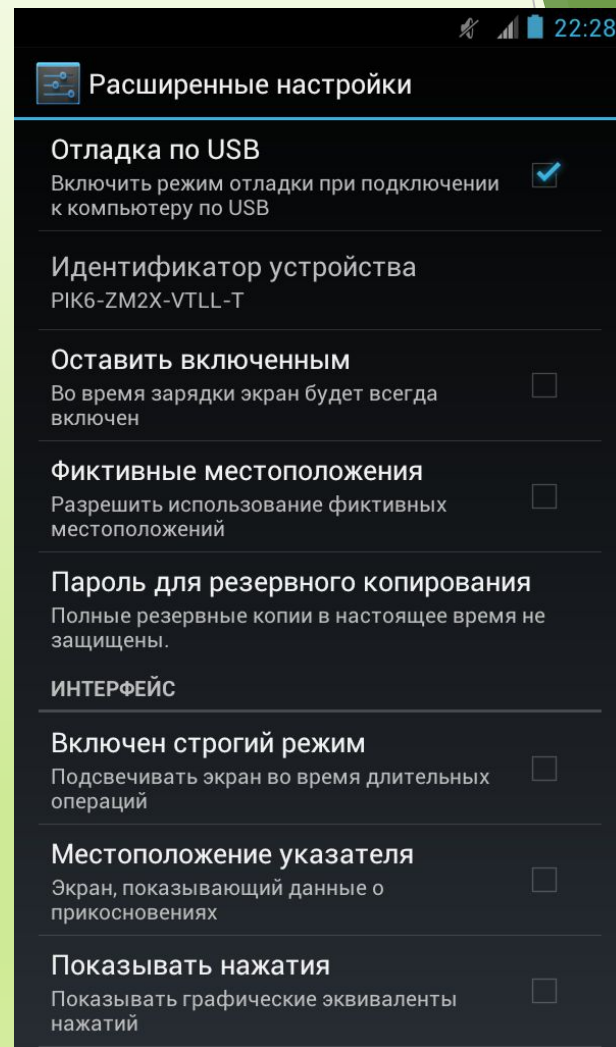 22:28
Расширенные настройки
Отладка по USB
Включить режим отладки при подключении
к компьютеру по USB
Идентификатор устройства
PIK6-ZM2X-VTLL-T
Оставить включенным
Во время зарядки экран будет всегда
включен
Фиктивные местоположения
Разрешить использование фиктивных
местоположений
Пароль для резервного копирования
Полные резервные копии в настоящее время не
защищены.
ИНТЕРФЕЙС
Включен строгий режим
Подсвечивать экран во время длительных
операций
Местоположение указателя
Экран, показывающий данные о
прикосновениях
Показывать нажатия
Показывать графические эквиваленты
нажатий